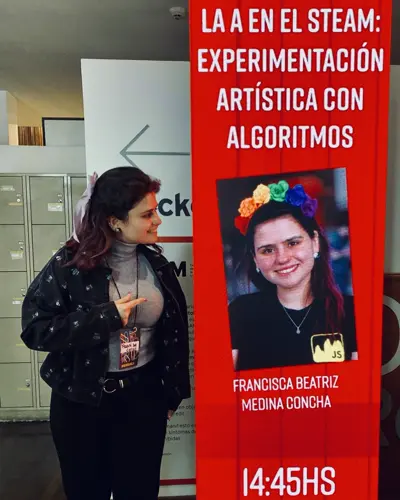 LA A EN EL STEAM:
EXPERIMENTACIÓN
ARTÍSTICA CON
ALGORITMOS
JS
FRANCISCA BEATRIZ
MEDINA CONCHA
14:45HS